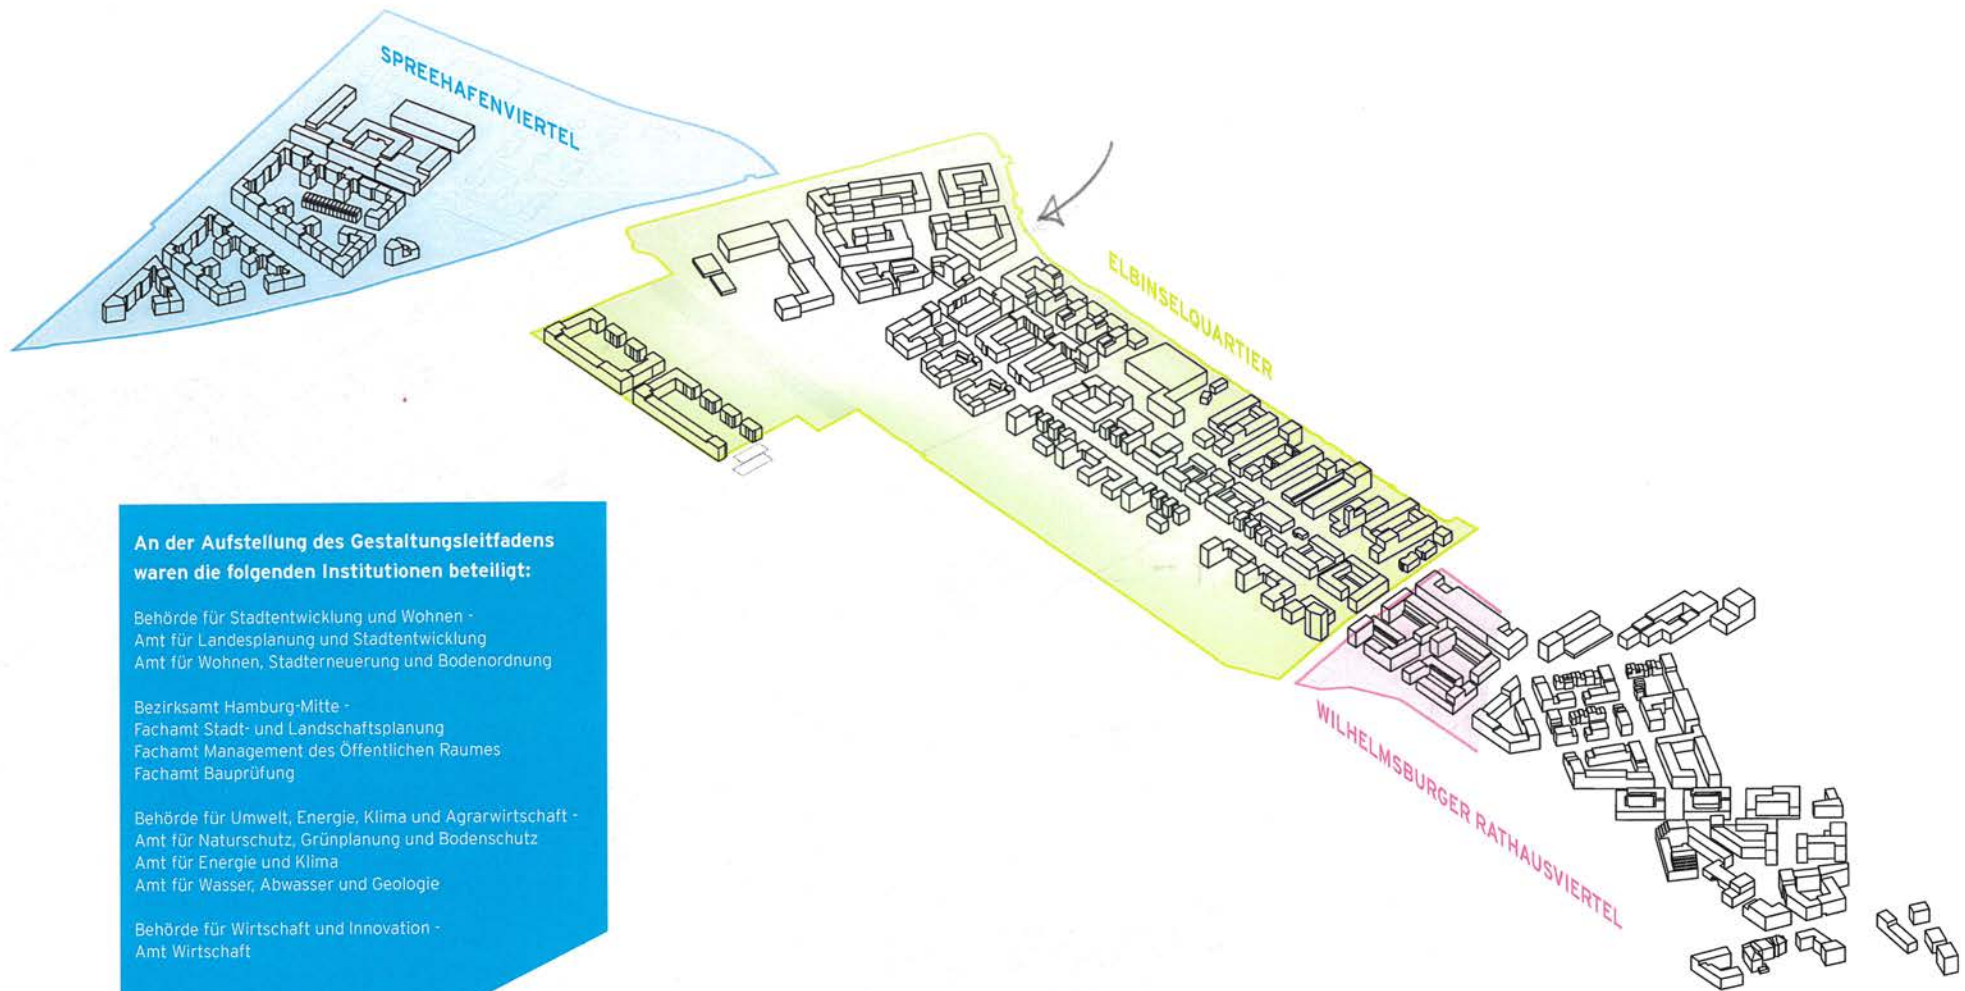 SPREEHAFENVIERTEL
ELBINSELQUARTIER
WILHELMSBURGER RATHAUSVIERTEL
An der Aufstellung des Gestaltungsleitfadens
waren die folgenden Institutionen beteiligt:
Behörde für Stadtentwicklung und Wohnen -
Amt für Landesplanung und Stadtentwicklung
Amt für Wohnen, Stadterneuerung und Bodenordnung
Bezirksamt Hamburg-Mitte -
Fachamt Stadt- und Landschaftsplanung
Fachamt Management des Öffentlichen Raumes
Fachamt Bauprüfung
Behörde für Umwelt, Energie, Klima und Agrarwirtschaft -
Amt für Naturschutz, Grünplanung und Bodenschutz
Amt für Energie und Klima
Amt für Wasser, Abwasser und Geologie
Behörde für Wirtschaft und Innovation -
Amt Wirtschaft